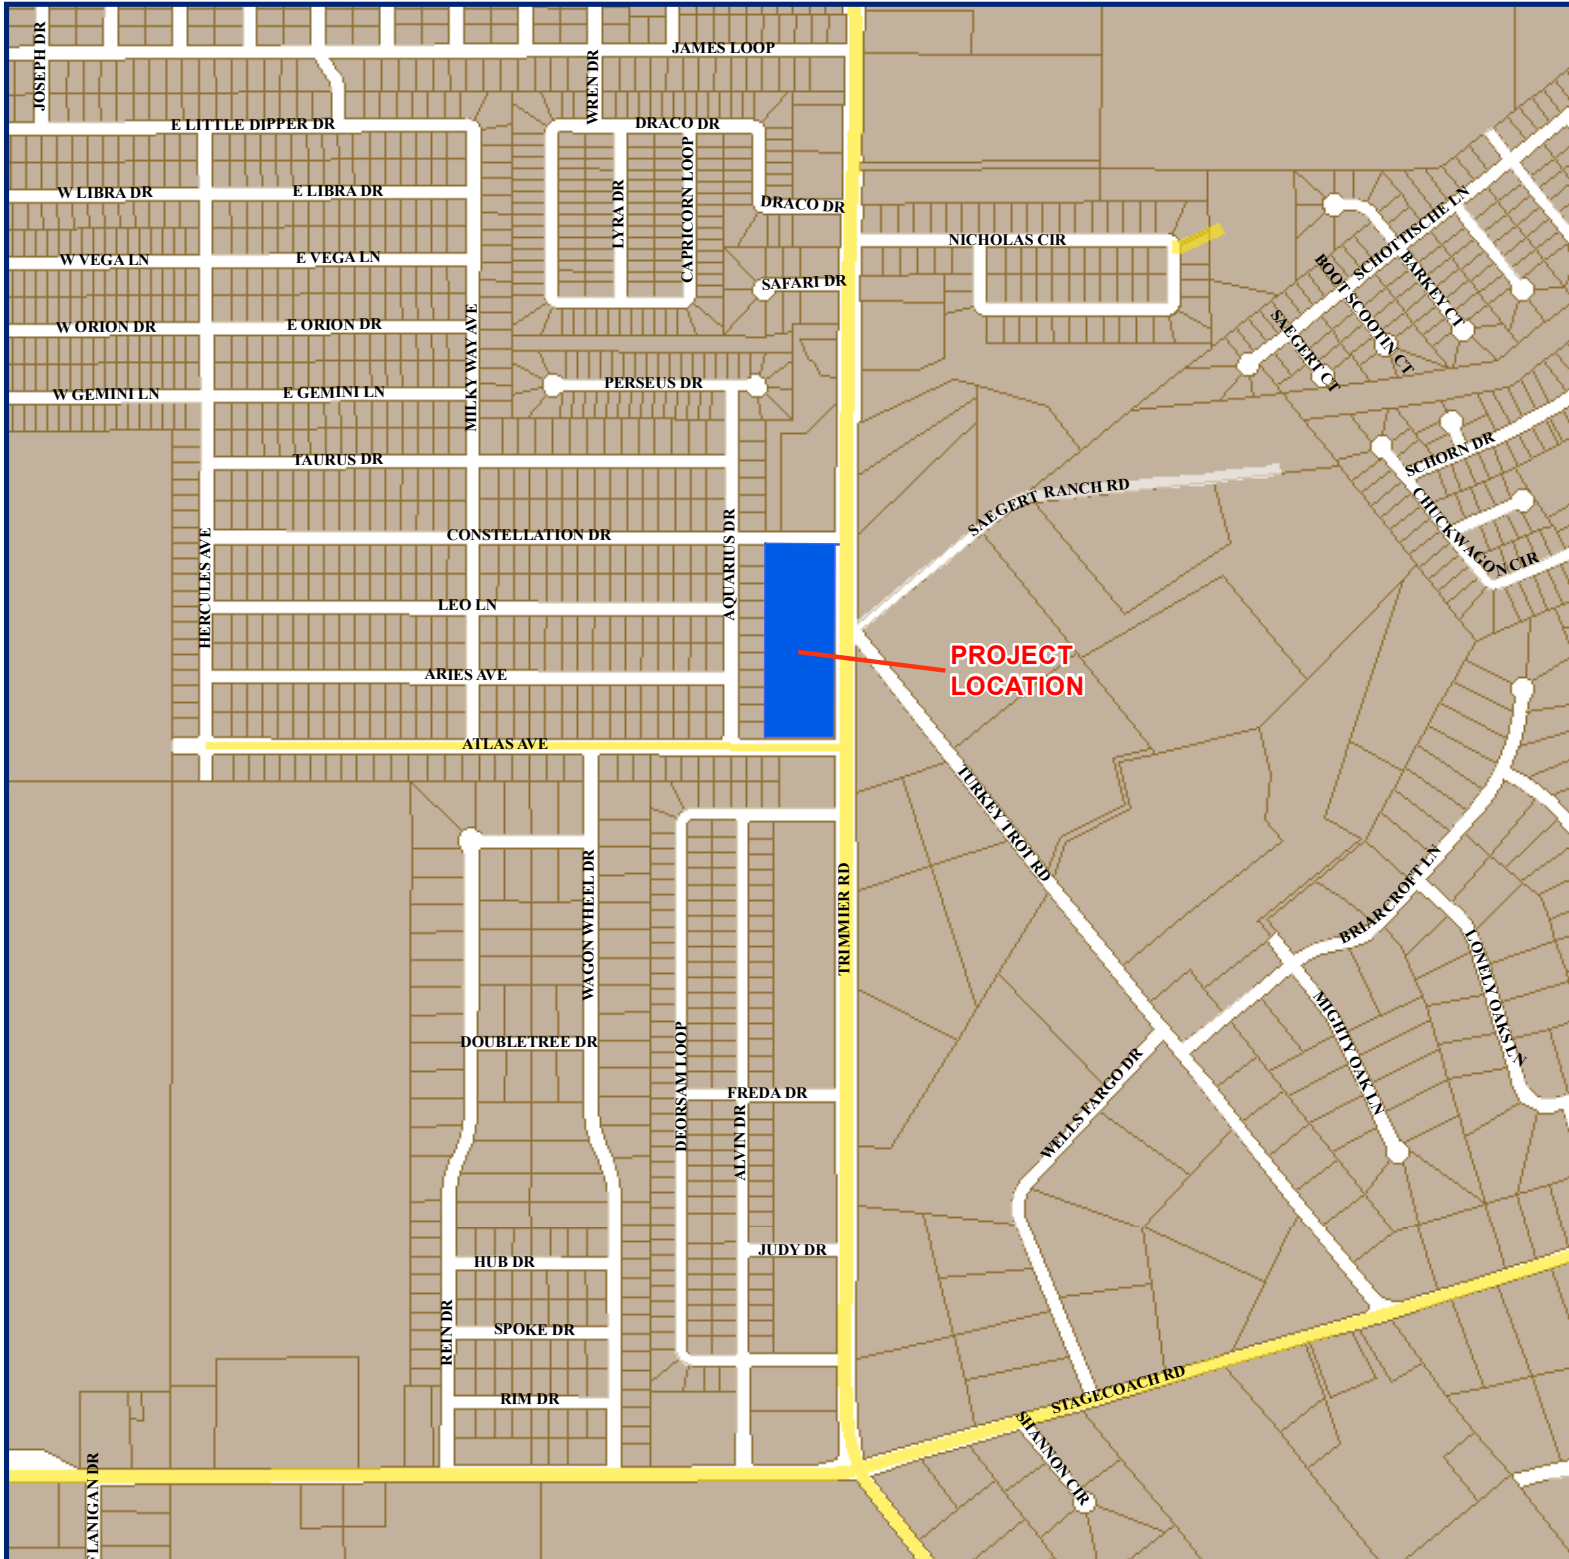 JOSEPH DR
JAMES LOOP
WREN DR
E LITTLE DIPPER DR
DRACO DR
W LIBRA DR
E LIBRA DR
LYRA DR
CAPRICORN LOOP
DRACO DR
SCHOTTISCHE LN
NICHOLAS CIR
W VEGA LN
E VEGA LN
SAFARI DR
BARKEY CT
BOOT SCOOTIN CT
SAEGERT CT
W ORION DR
E ORION DR
MILKY WAY AVE
PERSEUS DR
W GEMINI LN
E GEMINI LN
TAURUS DR
SCHORN DR
SAEGERT RANCH RD
CHUCKWAGON CIR
HERCULES AVE
CONSTELLATION DR
AQUARIUS DR
LEO LN
PROJECT
LOCATION
ARIES AVE
ATLAS AVE
TURKEY TROT RD
WAGON WHEEL DR
TRIMMIER RD
BRIARCROFT LN
LONELY OAKS LN
MIGHTY OAK LN
DOUBLETREE DR
DEORSAM LOOP
FREDA DR
ALVIN DR
WELLS FARGO DR
JUDY DR
HUB DR
REIN DR
SPOKE DR
RIM DR
STAGECOACH RD
SHANNON CIR
FLANIGAN DR